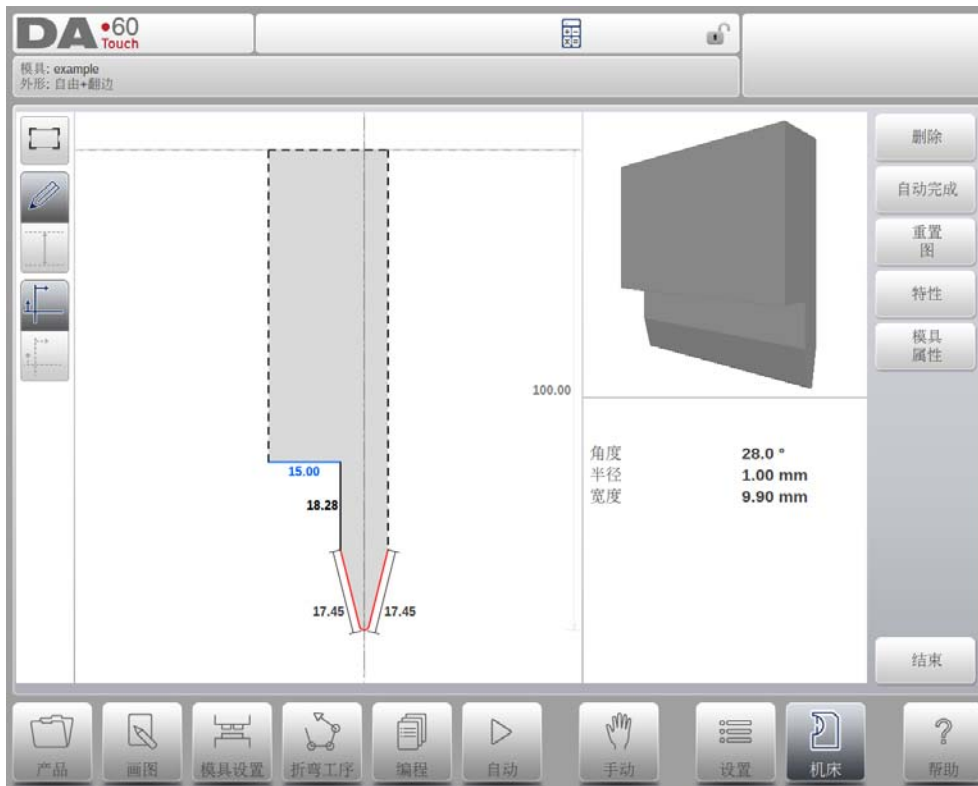 DA•60
Touch
模具: example
外形: 自由+翻边
删除
自动完成
重置
图
特性
模具
属性
100.00
15.00
18.28
17.45
17.45
角度 28.0 °
半径 1.00 mm
宽度 9.90 mm
结束
产品
画图
模具设置
折弯工序
编程
自动
手动
设置
机床
?
帮助